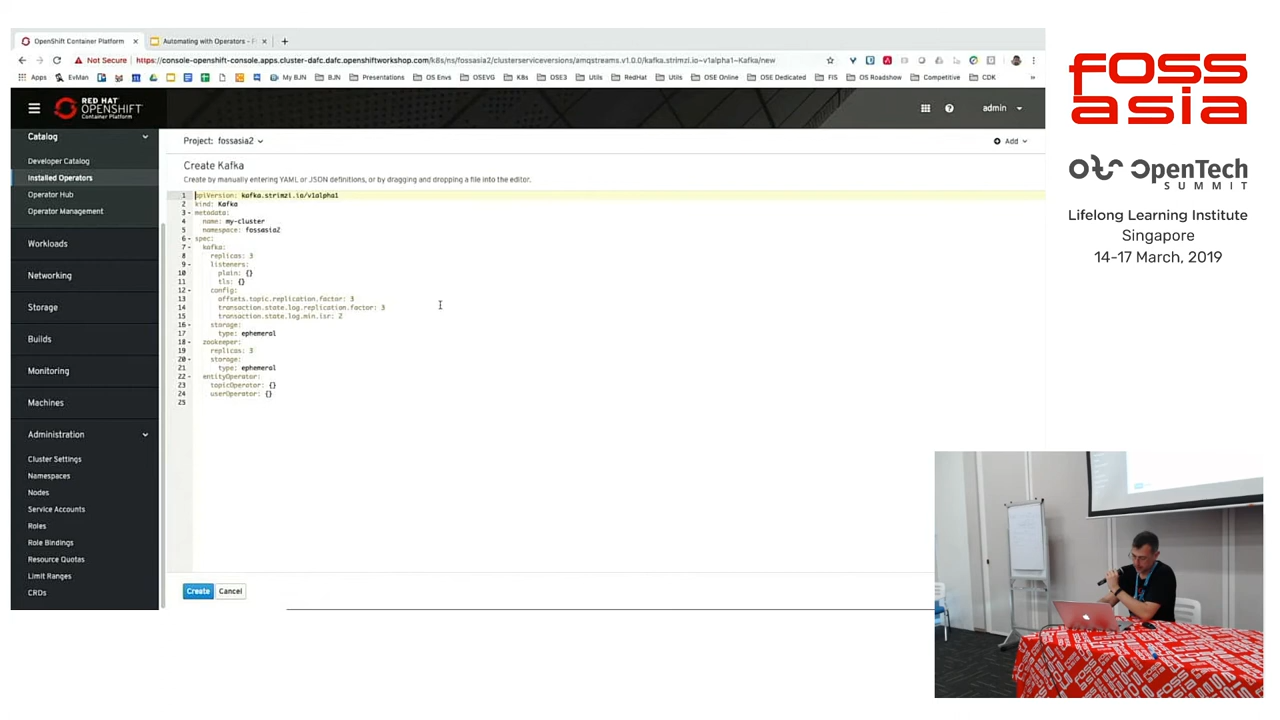 OpenShift Container Platform
Automating with Operators - F
Not Secure
https://console-openshift-console.apps.cluster-dafc.dafc.openshiftworkshop.com/k8s/ns/fossasia2/clusterserviceversions/amqstreams.v1.0.0/kafka.strimzi.io~v1alpha1~Kafka/new
Apps EvMan My BJN BJN Presentations OS Envs OSEVG K8s OSE3 Utils RedHat Utils OSE Online OSE Dedicated FIS OS Roadshow Competitive CDK
RED HAT
OPENSHIFT
Container Platform
admin
Catalog
Developer Catalog
Installed Operators
Operator Hub
Operator Management
Workloads
Networking
Storage
Builds
Monitoring
Machines
Administration
Cluster Settings
Namespaces
Nodes
Service Accounts
Roles
Role Bindings
Resource Quotas
Limit Ranges
CRDs
Project: fossasia2
Add
Create Kafka
Create by manually entering YAML or JSON definitions, or by dragging and dropping a file into the editor.
1 apiVersion: kafka.strimzi.io/v1alpha1
2 kind: Kafka
3 metadata:
4 name: my-cluster
5 namespace: fossasia2
6 spec:
7 kafka:
8 replicas: 3
9 listeners:
10 plain: {}
11 tls: {}
12 config:
13 offsets.topic.replication.factor: 3
14 transaction.state.log.replication.factor: 3
15 transaction.state.log.min.isr: 2
16 storage:
17 type: ephemeral
18 zookeeper:
19 replicas: 3
20 storage:
21 type: ephemeral
22 entityOperator:
23 topicOperator: {}
24 userOperator: {}
25
Create Cancel
FOSS
ASIA
OpenTech
SUMMIT
Lifelong Learning Institute
Singapore
14-17 March, 2019